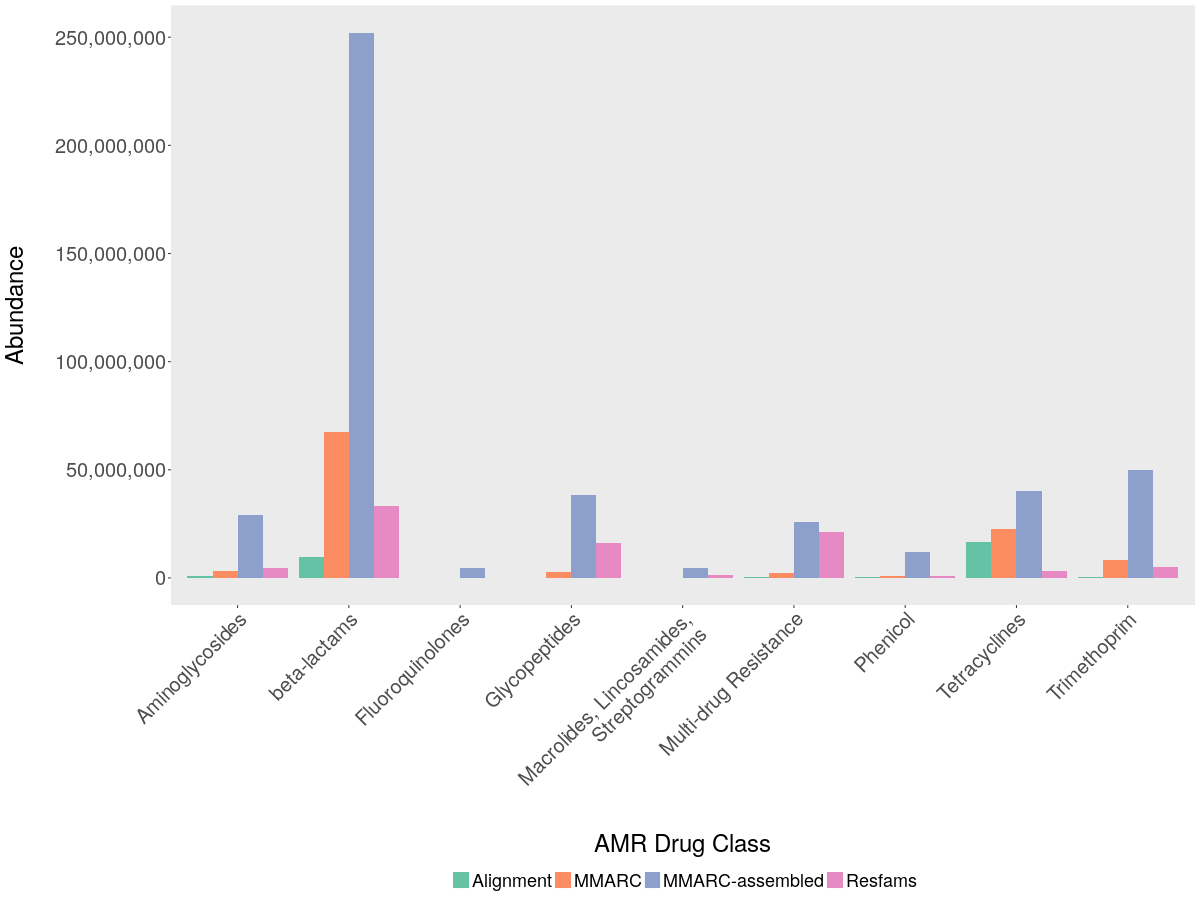 250,000,000
200,000,000
150,000,000
100,000,000
50,000,000
0
Abundance
Aminoglycosides
beta-lactams
Fluoroquinolones
Glycopeptides
Macrolides, Lincosamides,
Streptogrammins
Multi-drug Resistance
Phenicol
Tetracyclines
Trimethoprim
AMR Drug Class
Alignment MMARC MMARC-assembled Resfams